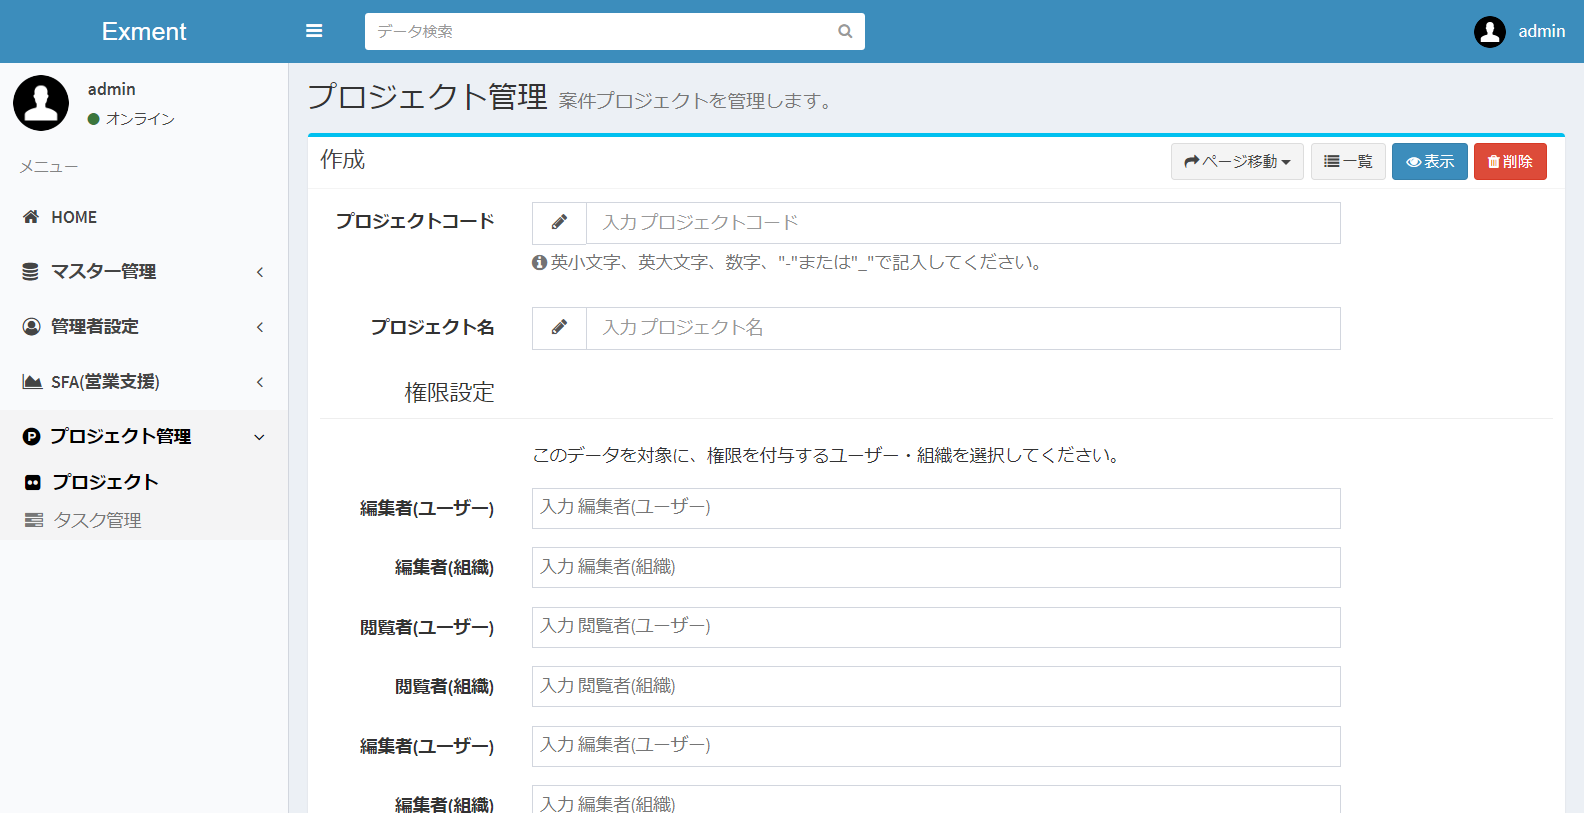 Exment
データ検索
admin
admin
オンライン
メニュー
HOME
マスター管理
管理者設定
SFA(営業支援)
プロジェクト管理
プロジェクト
タスク管理
プロジェクト管理 案件プロジェクトを管理します。
作成
ページ移動 一覧 表示 削除
プロジェクトコード 入力 プロジェクトコード
英小文字、英大文字、数字、"-"または"_"で記入してください。
プロジェクト名 入力 プロジェクト名
権限設定
このデータを対象に、権限を付与するユーザー・組織を選択してください。
編集者(ユーザー) 入力 編集者(ユーザー)
編集者(組織) 入力 編集者(組織)
閲覧者(ユーザー) 入力 閲覧者(ユーザー)
閲覧者(組織) 入力 閲覧者(組織)
編集者(ユーザー) 入力 編集者(ユーザー)
編集者(組織) 入力 編集者(組織)